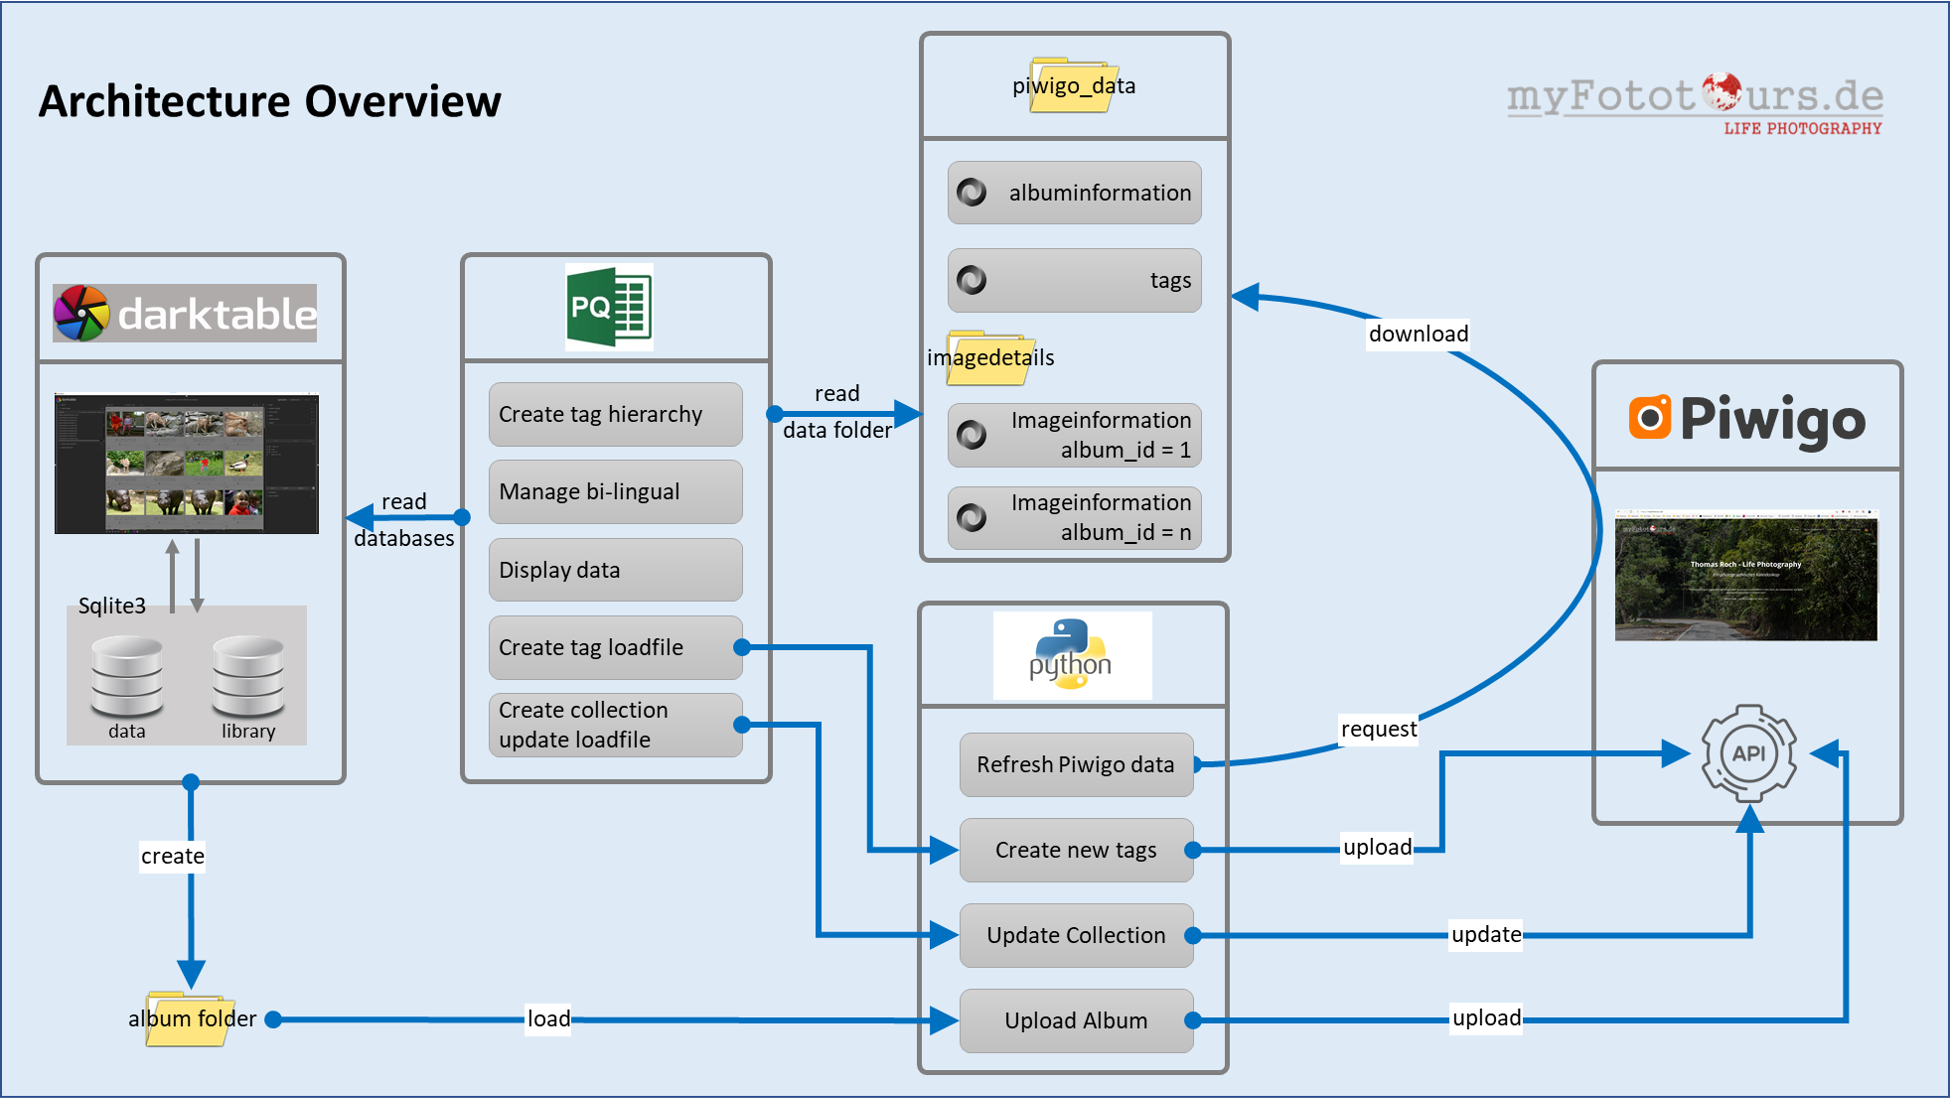 Architecture Overview
myFotot urs.de
LIFE PHOTOGRAPHY
piwigo_data
albuminformation
tags
imagedetails
Imageinformation
album_id = 1
Imageinformation
album_id = n
darktable
Sqlite3
data
library
PQ
Create tag hierarchy
Manage bi-lingual
Display data
Create tag loadfile
Create collection
update loadfile
read
databases
read
data folder
download
request
python
Refresh Piwigo data
Create new tags
Update Collection
Upload Album
Piwigo
Thomas Roch - Life Photography
API
upload
update
upload
create
album folder
load